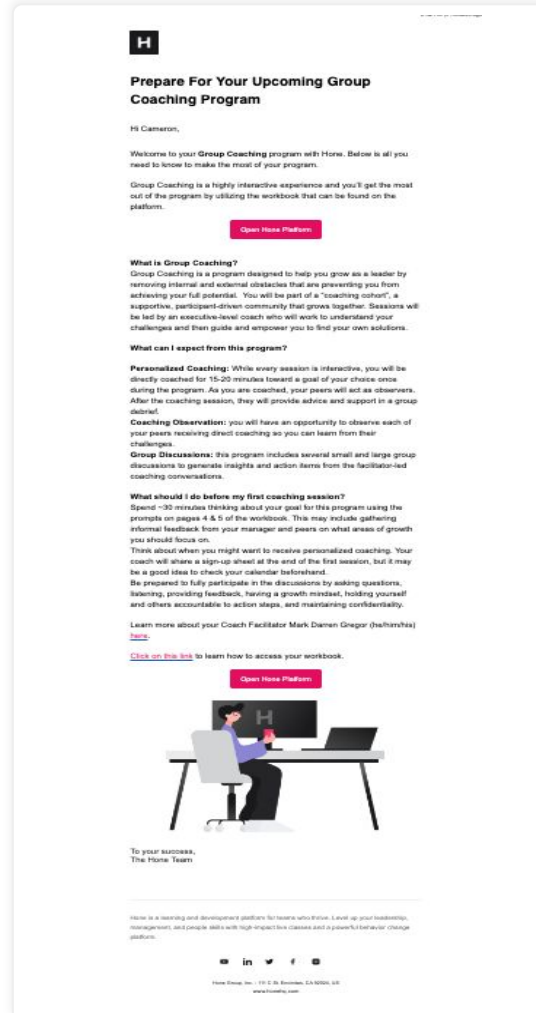 H
Prepare For Your Upcoming Group
Coaching Program
Hi Cameron,
Welcome to your Group Coaching program with Hone. Below is all you
need to know to make the most of your program.
Group Coaching is a highly interactive experience and you'll get the most
out of the program by utilizing the workbook that can be found on the
platform.
Open Hone Platform
What is Group Coaching?
Group Coaching is a program designed to help you grow as a leader by
removing internal and external obstacles that are preventing you from
achieving your full potential. You will be part of a "coaching cohort", a
supportive, participant-driven community that grows together. Sessions will
be led by an executive-level coach who will work to understand your
challenges and then guide and empower you to find your own solutions.
What can I expect from this program?
Personalized Coaching: While every session is interactive, you will be
directly coached for 15-20 minutes toward a goal of your choice once
during the program. As you are coached, your peers will act as observers.
After the coaching session, they will provide advice and support in a group
debrief.
Coaching Observation: you will have an opportunity to observe each of
your peers receiving direct coaching so you can learn from their
challenges.
Group Discussions: this program includes several small and large group
discussions to generate insights and action items from the facilitator-led
coaching conversations.
What should I do before my first coaching session?
Spend ~30 minutes thinking about your goal for this program using the
prompts on pages 4 & 5 of the workbook. This may include gathering
informal feedback from your manager and peers on what areas of growth
you should focus on.
Think about when you might want to receive personalized coaching. Your
coach will share a sign-up sheet at the end of the first session, but it may
be a good idea to check your calendar beforehand.
Be prepared to fully participate in the discussions by asking questions,
listening, providing feedback, having a growth mindset, holding yourself
and others accountable to action steps, and maintaining confidentiality.
Learn more about your Coach Facilitator Mark Darren Gregor (he/him/his)
here.
Click on this link to learn how to access your workbook.
Open Hone Platform
H
To your success,
The Hone Team
Hone is a learning and development platform for teams who thrive. Level up your leadership,
management, and people skills with high-impact live classes and a powerful behavior change
platform.
in
f
Hone Group, Inc. · 111 C St, Encinitas, CA 92024, US
www.honehq.com